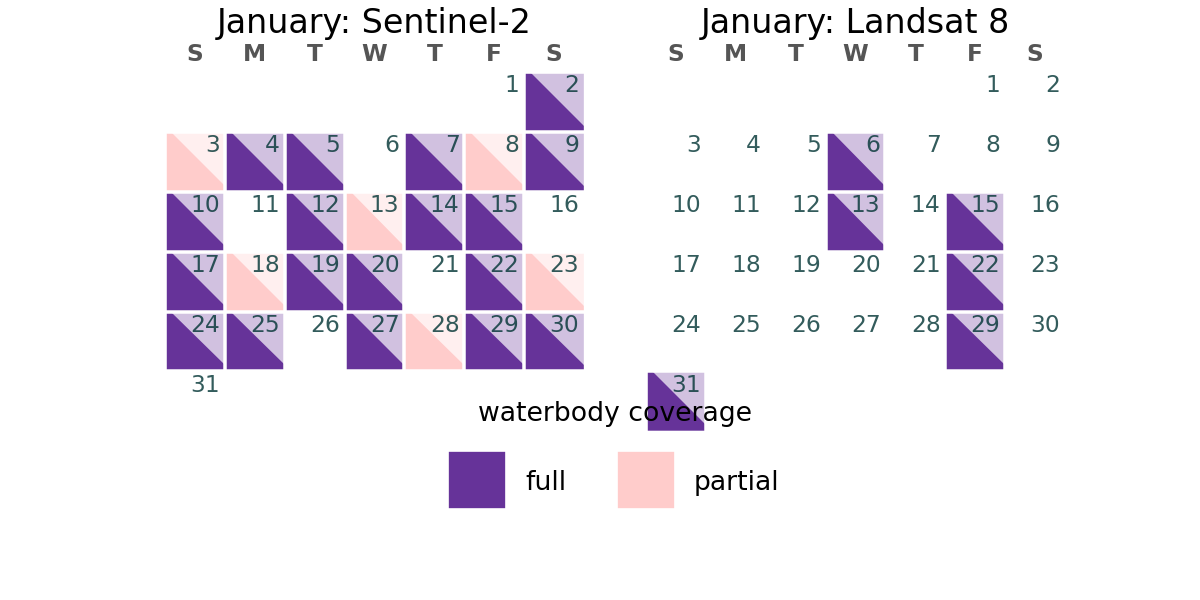 January: Sentinel-2
S M T W T F S
1 2
3 4 5 6 7 8 9
10 11 12 13 14 15 16
17 18 19 20 21 22 23
24 25 26 27 28 29 30
31
January: Landsat 8
S M T W T F S
1 2
3 4 5 6 7 8 9
10 11 12 13 14 15 16
17 18 19 20 21 22 23
24 25 26 27 28 29 30
31
waterbody coverage
full
partial